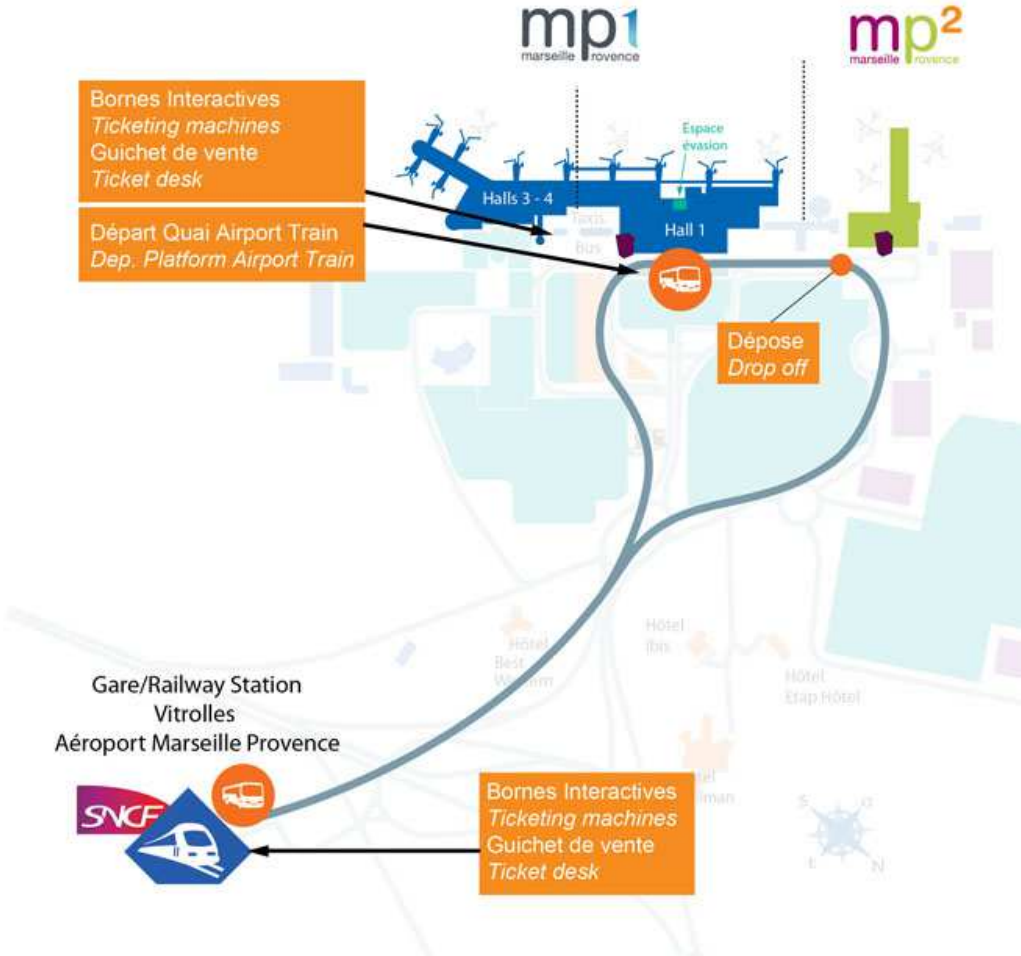 mp1
marseille provence
mp2
marseille provence
Bornes Interactives
Ticketing machines
Guichet de vente
Ticket desk
Espace
évasion
Halls 3 - 4
Taxis
Hall 1
bus
Départ Quai Airport Train
Dep. Platform Airport Train
Dépose
Drop off
Hôtel
Best
Western
Hôtel
ibis
Hôtel
Etap Hôtel
Gare/Railway Station
Vitrolles
Aéroport Marseille Provence
SNCF
Bornes Interactives
Ticketing machines
Guichet de vente
Ticket desk
S
O
E
N